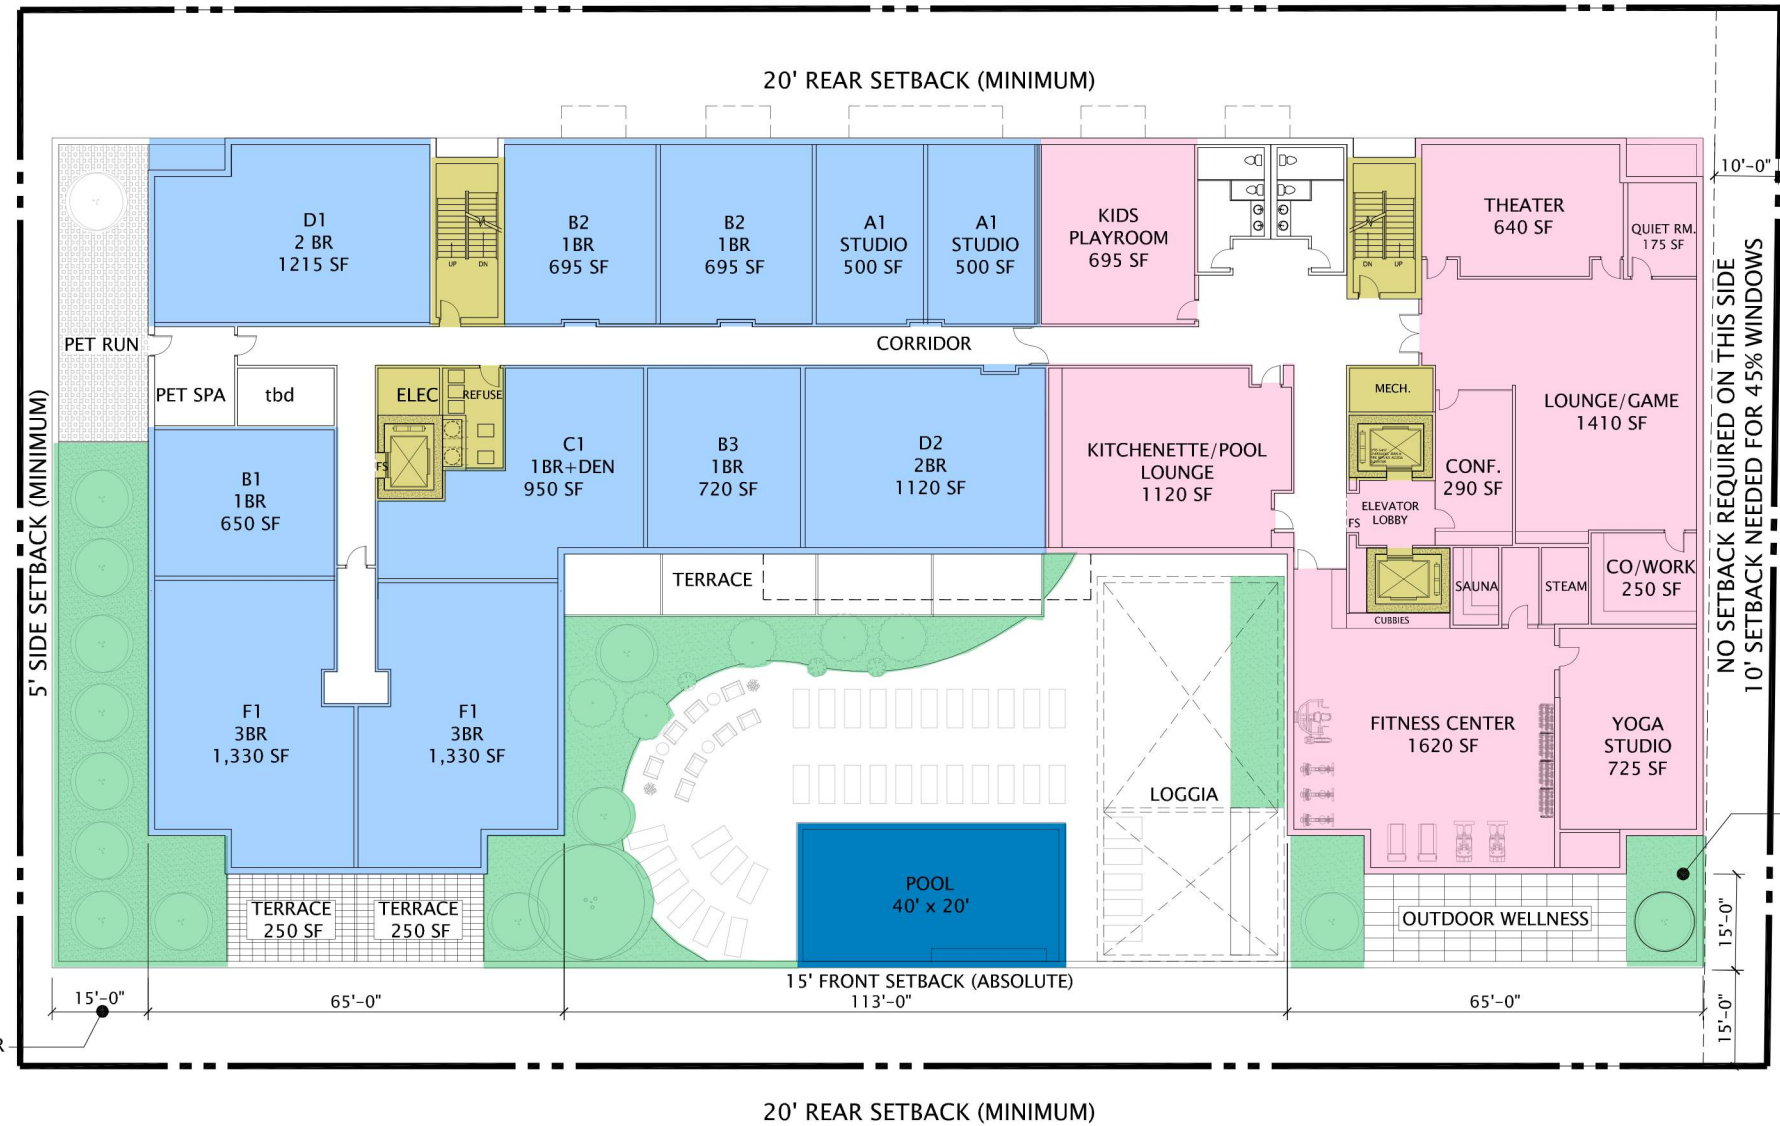 20' REAR SETBACK (MINIMUM)
10'-0"
D1
2 BR
1215 SF
UP DN
B2
1BR
695 SF
B2
1BR
695 SF
A1
STUDIO
500 SF
A1
STUDIO
500 SF
KIDS
PLAYROOM
695 SF
DN UP
THEATER
640 SF
QUIET RM.
175 SF
PET RUN
CORRIDOR
PET SPA
tbd
ELEC
REFUSE
FS
C1
1BR+DEN
950 SF
B3
1BR
720 SF
D2
2BR
1120 SF
KITCHENETTE/POOL
LOUNGE
1120 SF
MECH.
LOUNGE/GAME
1410 SF
CONF.
290 SF
ELEVATOR
LOBBY
FS
B1
1BR
650 SF
TERRACE
SAUNA
STEAM
CO/WORK
250 SF
CUBBIES
5' SIDE SETBACK (MINIMUM)
NO SETBACK REQUIRED ON THIS SIDE
10' SETBACK NEEDED FOR 45% WINDOWS
F1
3BR
1,330 SF
F1
3BR
1,330 SF
LOGGIA
FITNESS CENTER
1620 SF
YOGA
STUDIO
725 SF
POOL
40' x 20'
TERRACE
250 SF
TERRACE
250 SF
OUTDOOR WELLNESS
15'-0"
15' FRONT SETBACK (ABSOLUTE)
15'-0"
65'-0"
113'-0"
65'-0"
15'-0"
R
20' REAR SETBACK (MINIMUM)